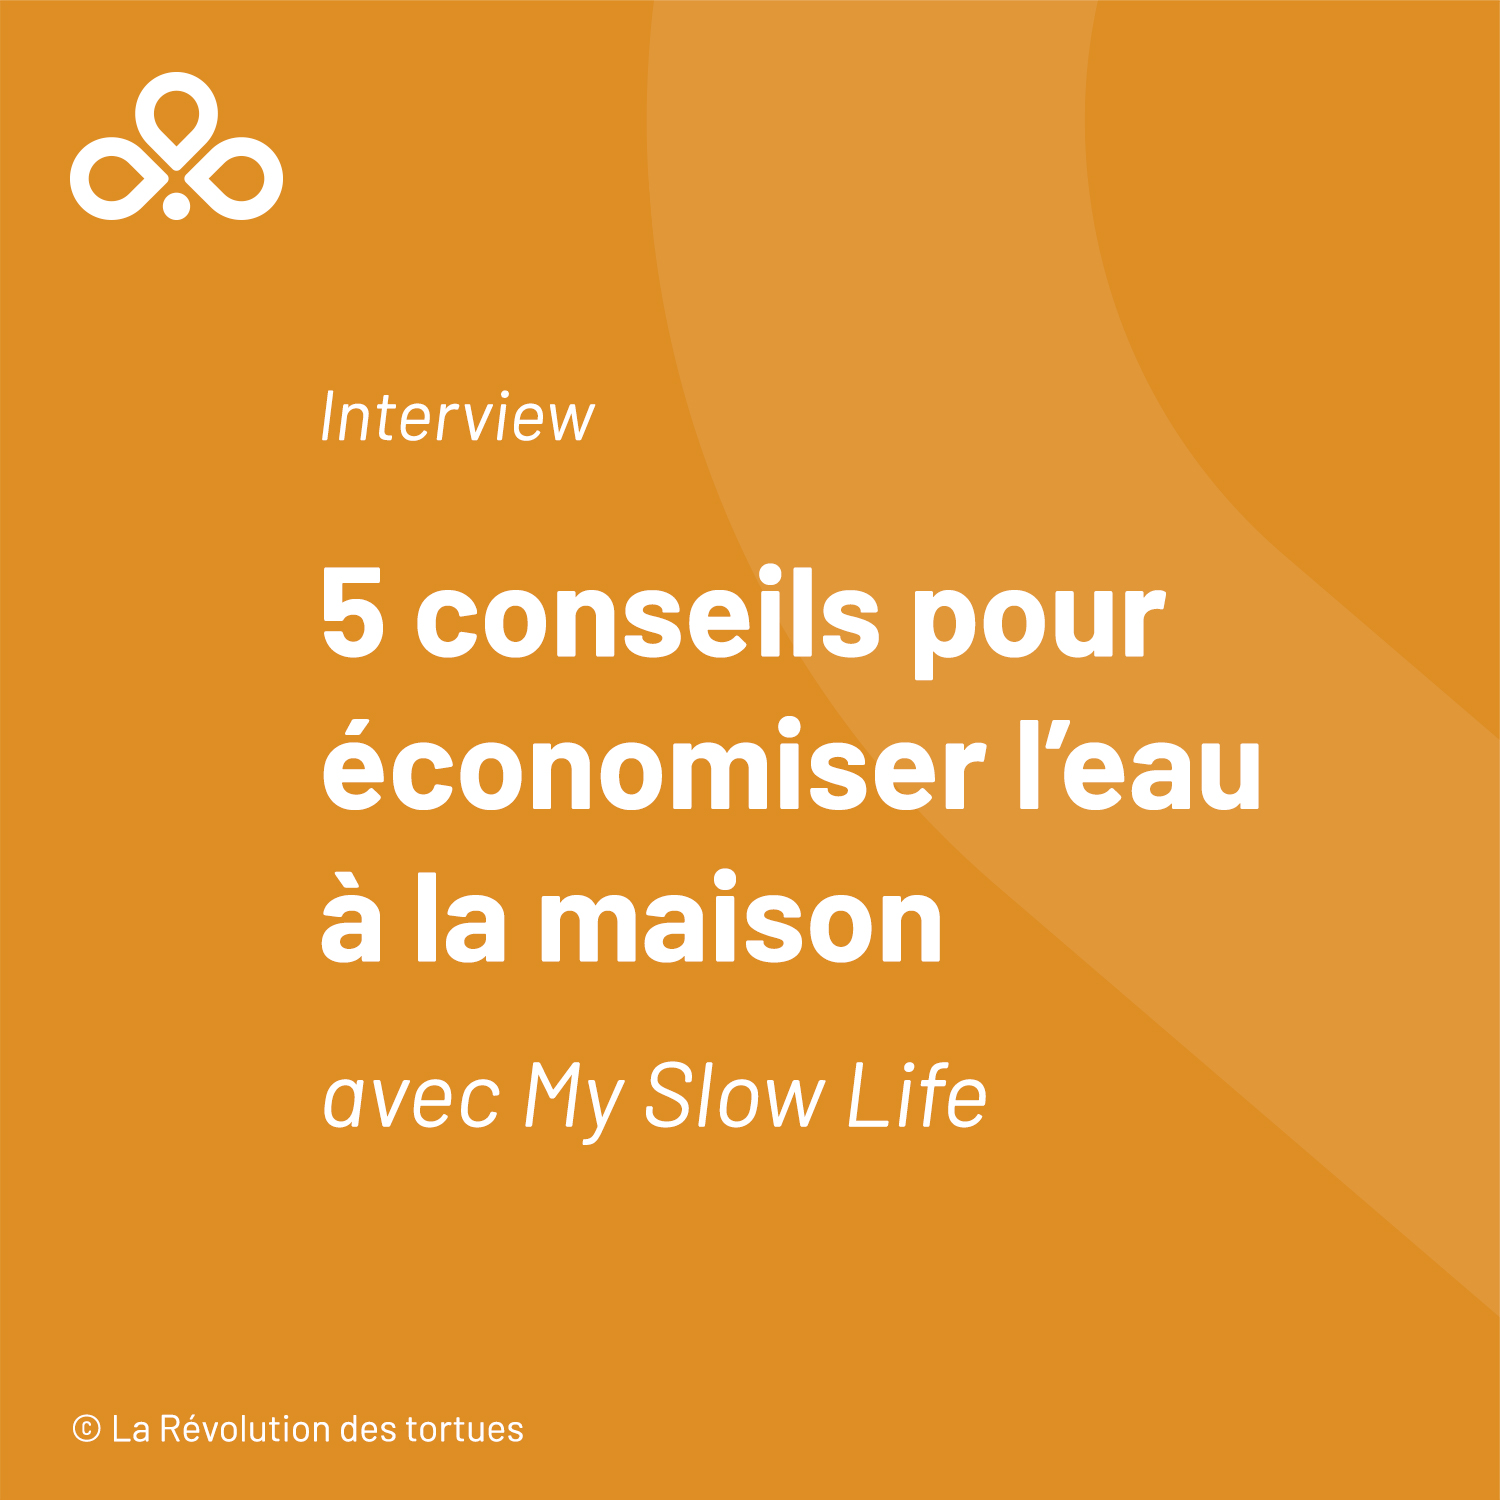 Interview
5 conseils pour
économiser l’eau
à la maison
avec My Slow Life
© La Révolution des tortues